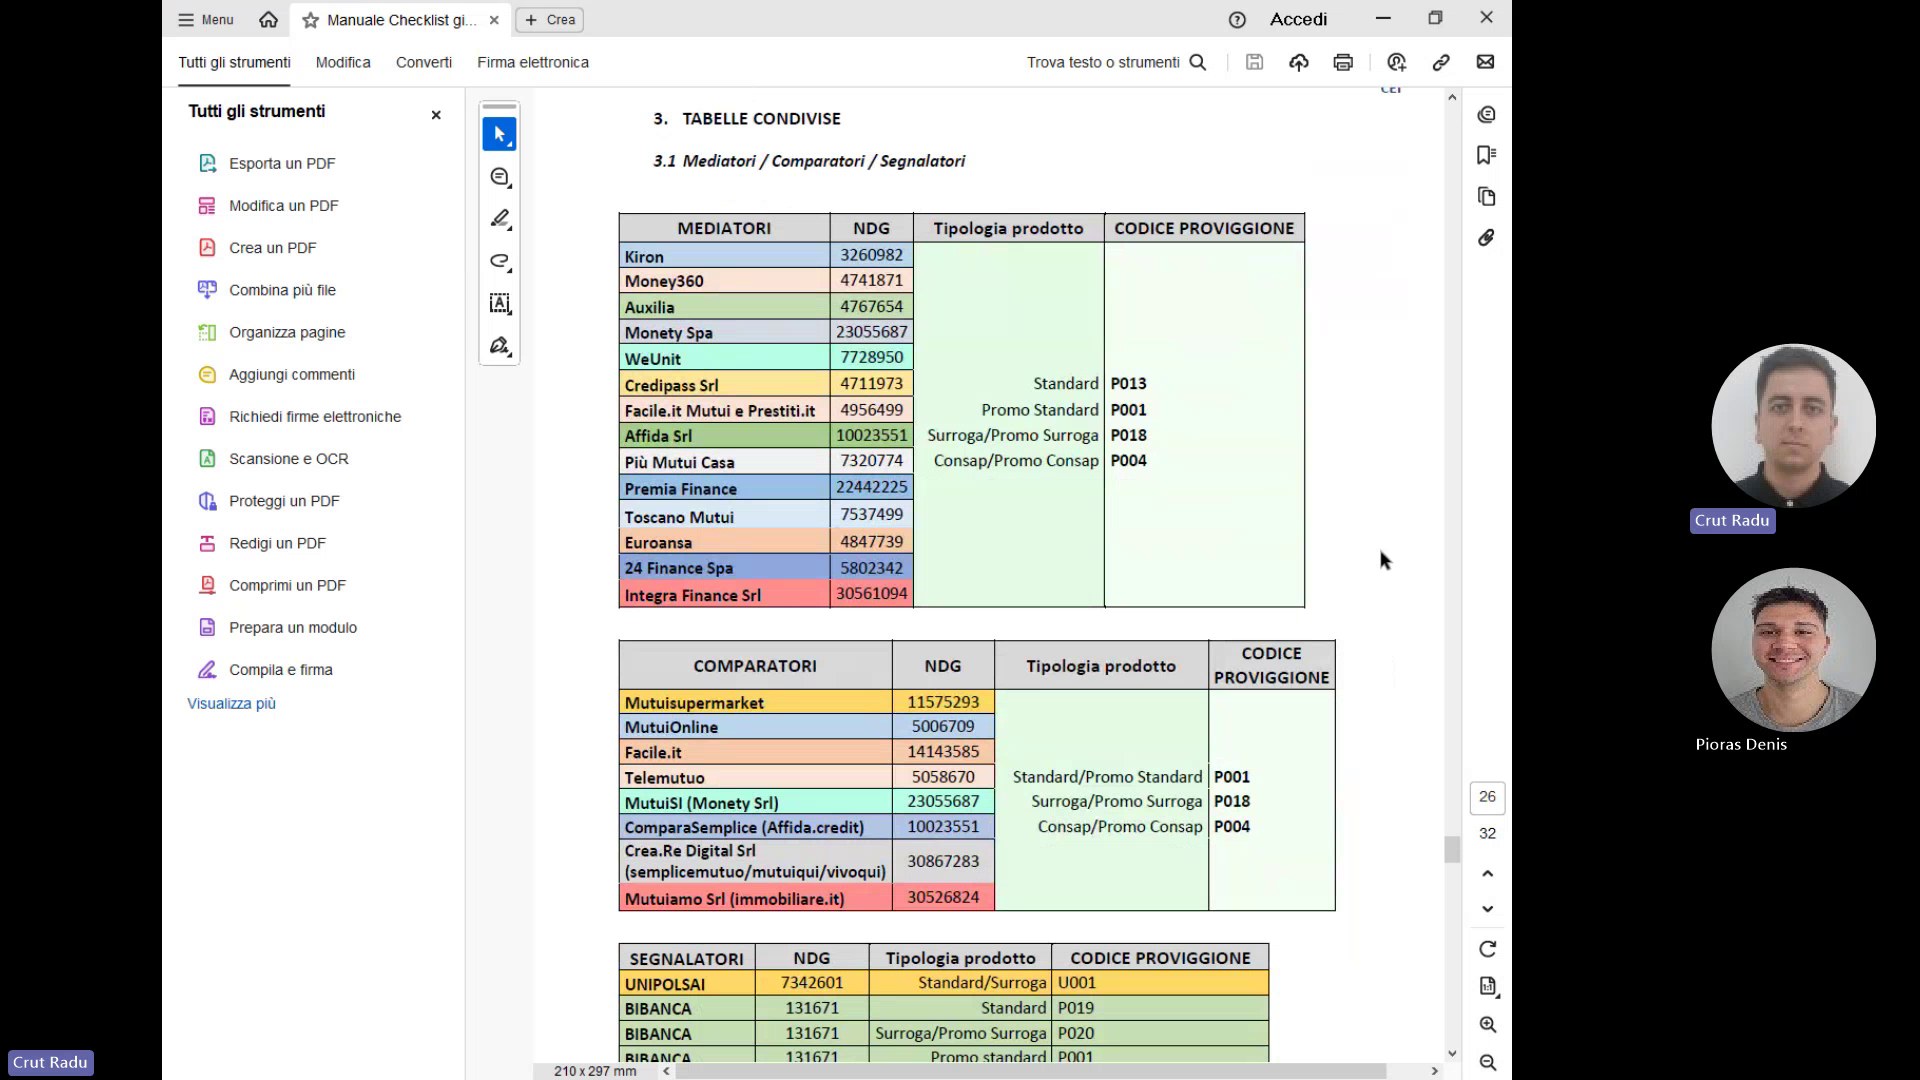 Menu
Manuale Checklist gi...
Crea
Accedi
Tutti gli strumenti
Modifica
Converti
Firma elettronica
Trova testo o strumenti
Tutti gli strumenti
Esporta un PDF
Modifica un PDF
Crea un PDF
Combina più file
Organizza pagine
Aggiungi commenti
Richiedi firme elettroniche
Scansione e OCR
Proteggi un PDF
Redigi un PDF
Comprimi un PDF
Prepara un modulo
Compila e firma
Visualizza più
3. TABELLE CONDIVISE
3.1 Mediatori / Comparatori / Segnalatori
MEDIATORI NDG Tipologia prodotto CODICE PROVIGGIONE
Kiron 3260982
Money360 4741871
Auxilia 4767654
Monety Spa 23055687
WeUnit 7728950
Credipass Srl 4711973 Standard P013
Facile.it Mutui e Prestiti.it 4956499 Promo Standard P001
Affida Srl 10023551 Surroga/Promo Surroga P018
Più Mutui Casa 7320774 Consap/Promo Consap P004
Premia Finance 22442225
Toscano Mutui 7537499
Euroansa 4847739
24 Finance Spa 5802342
Integra Finance Srl 30561094
COMPARATORI NDG Tipologia prodotto CODICE
PROVIGGIONE
Mutuisupermarket 11575293
MutuiOnline 5006709
Facile.it 14143585
Telemutuo 5058670 Standard/Promo Standard P001
MutuiSI (Monety Srl) 23055687 Surroga/Promo Surroga P018
ComparaSemplice (Affida.credit) 10023551 Consap/Promo Consap P004
Crea.Re Digital Srl
(semplicemutuo/mutuiqui/vivoqui) 30867283
Mutuiamo Srl (immobiliare.it) 30526824
SEGNALATORI NDG Tipologia prodotto CODICE PROVIGGIONE
UNIPOLSAI 7342601 Standard/Surroga U001
BIBANCA 131671 Standard P019
BIBANCA 131671 Surroga/Promo Surroga P020
BIBANCA 131671 Promo standard P001
210 x 297 mm
26
32
Crut Radu
Pioras Denis
Crut Radu